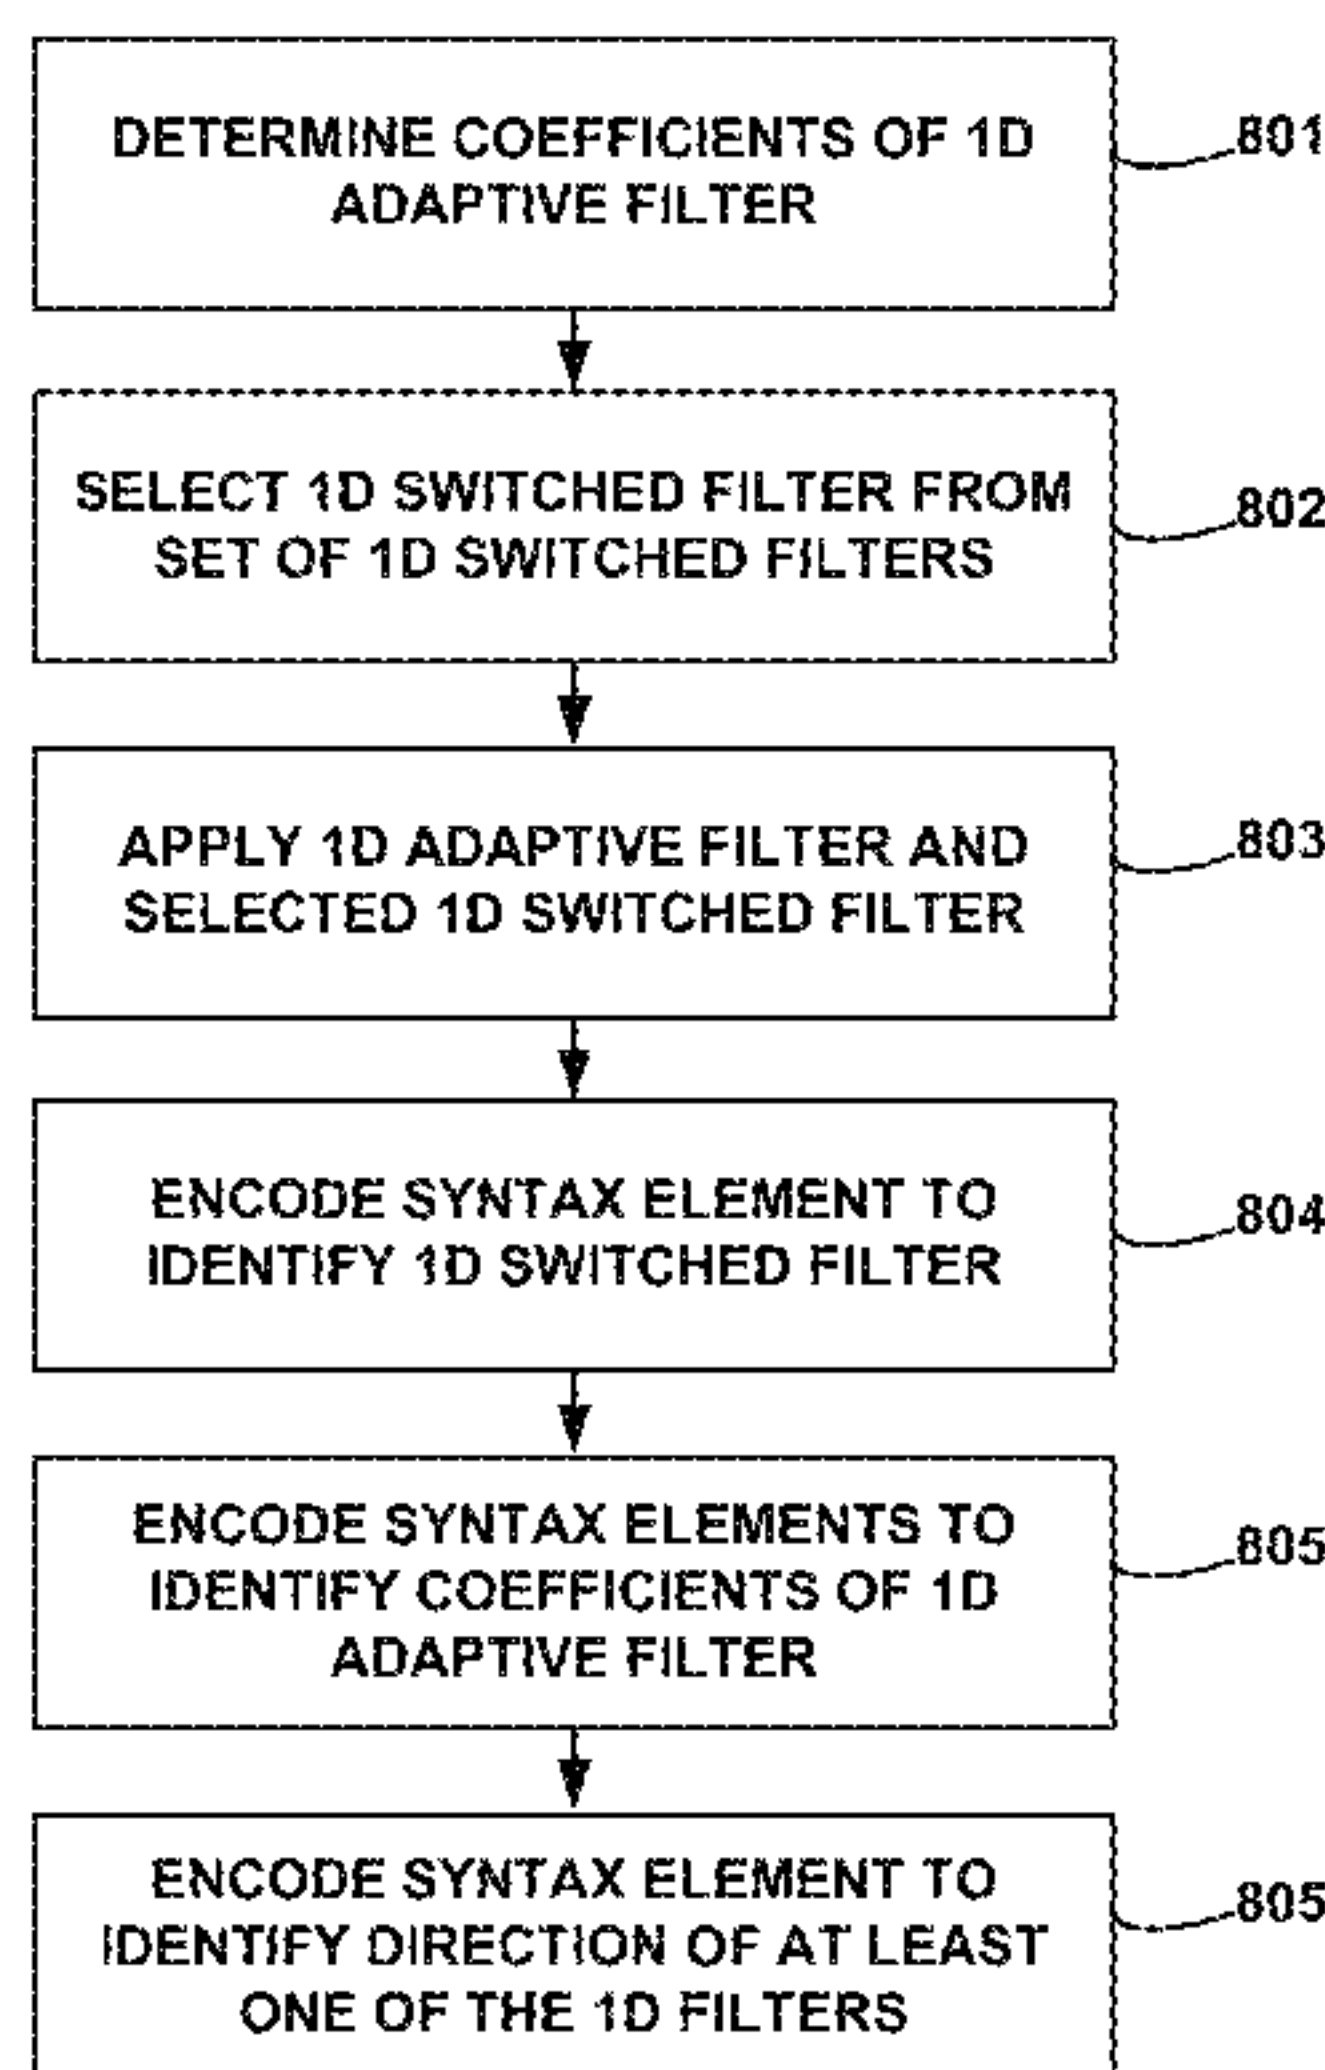 DETERMINE COEFFICIENTS OF 1D
ADAPTIVE FILTER
801
SELECT 1D SWITCHED FILTER FROM
SET OF 1D SWITCHED FILTERS
802
APPLY 1D ADAPTIVE FILTER AND
SELECTED 1D SWITCHED FILTER
803
ENCODE SYNTAX ELEMENT TO
IDENTIFY 1D SWITCHED FILTER
804
ENCODE SYNTAX ELEMENTS TO
IDENTIFY COEFFICIENTS OF 1D
ADAPTIVE FILTER
805
ENCODE SYNTAX ELEMENT TO
IDENTIFY DIRECTION OF AT LEAST
ONE OF THE 1D FILTERS
805